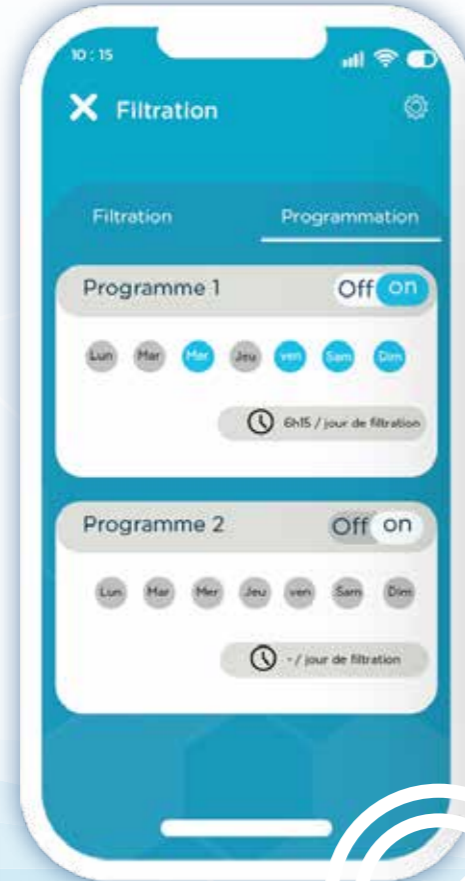 10 : 15
Filtration
Filtration Programmation
Programme 1 Off on
Lun Mar Mer Jeu ven Sam Dim
6h15 / jour de filtration
Programme 2 Off on
Lun Mar Mer Jeu ven Sam Dim
- / jour de filtration